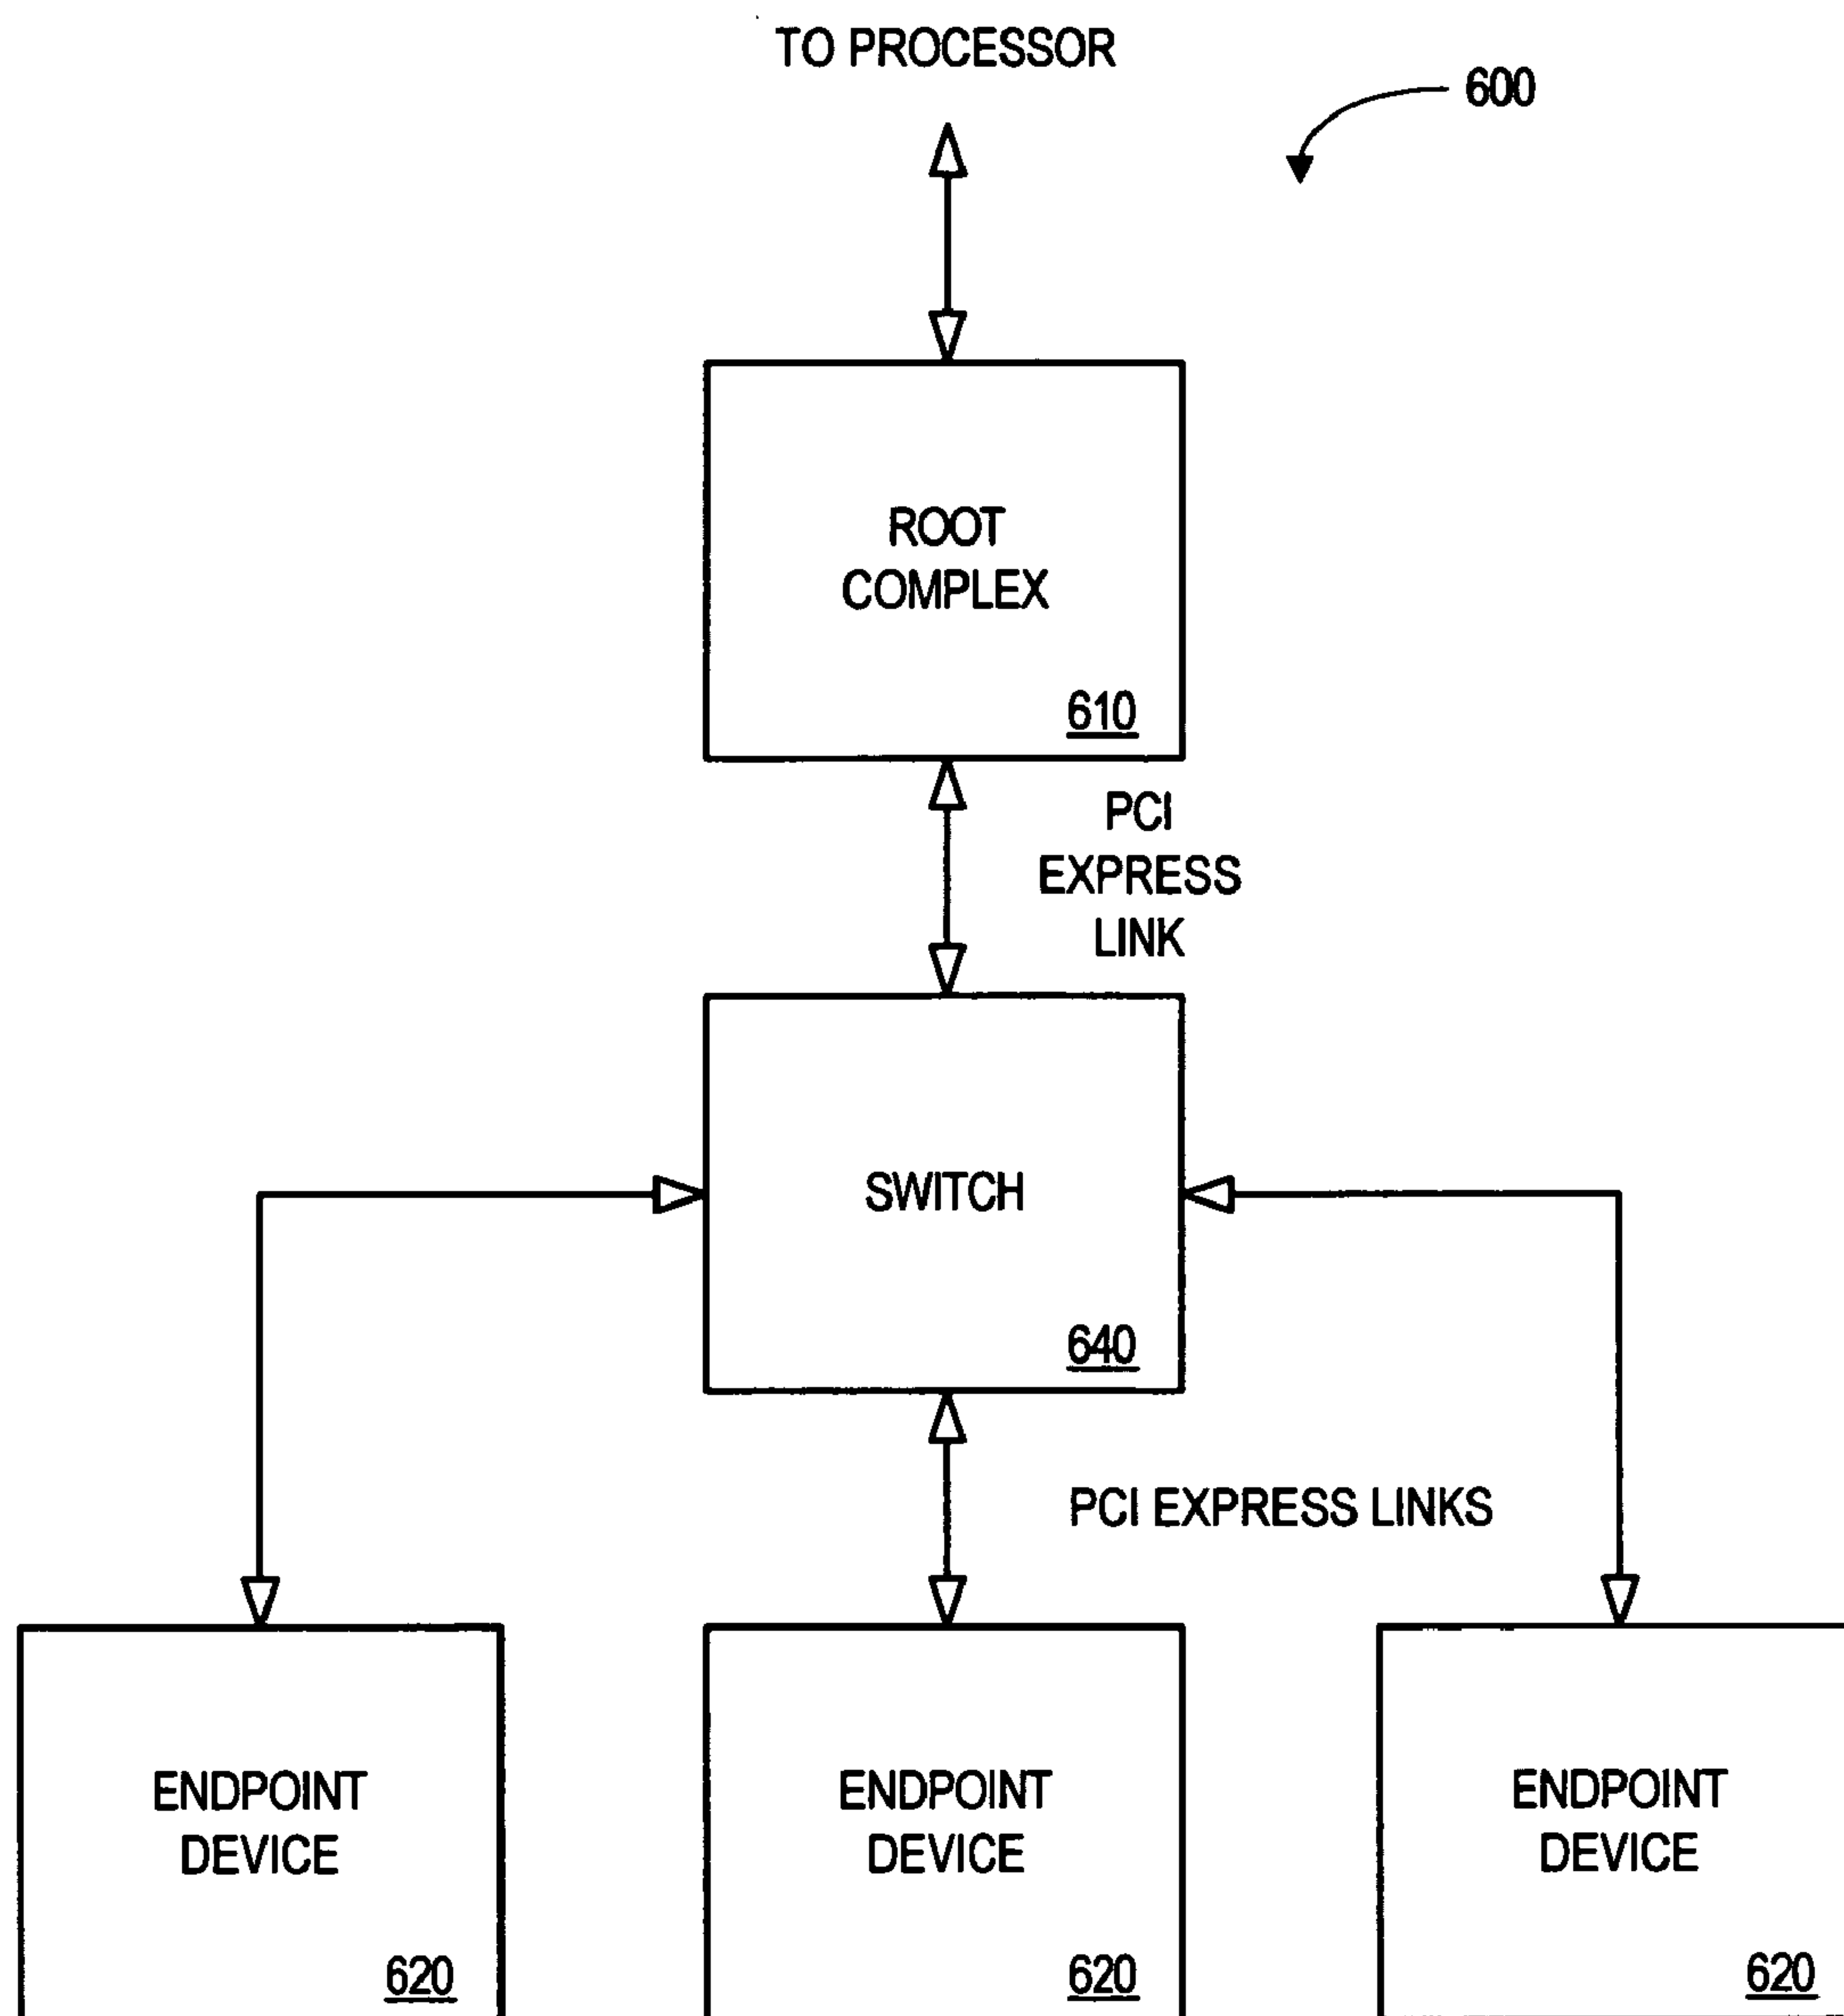 TO PROCESSOR
600
ROOT
COMPLEX
610
PCI
EXPRESS
LINK
SWITCH
640
PCI EXPRESS LINKS
ENDPOINT
DEVICE
620
ENDPOINT
DEVICE
620
ENDPOINT
DEVICE
620